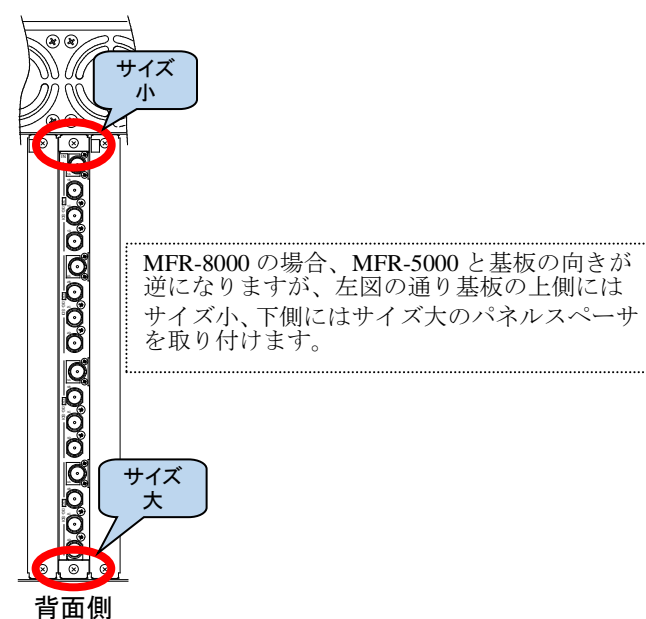 サイズ
小
MFR-8000 の場合、MFR-5000 と基板の向きが
逆になりますが、左図の通り基板の上側には
サイズ小、下側にはサイズ大のパネルスペーサ
を取り付けます。
サイズ
大
背面側